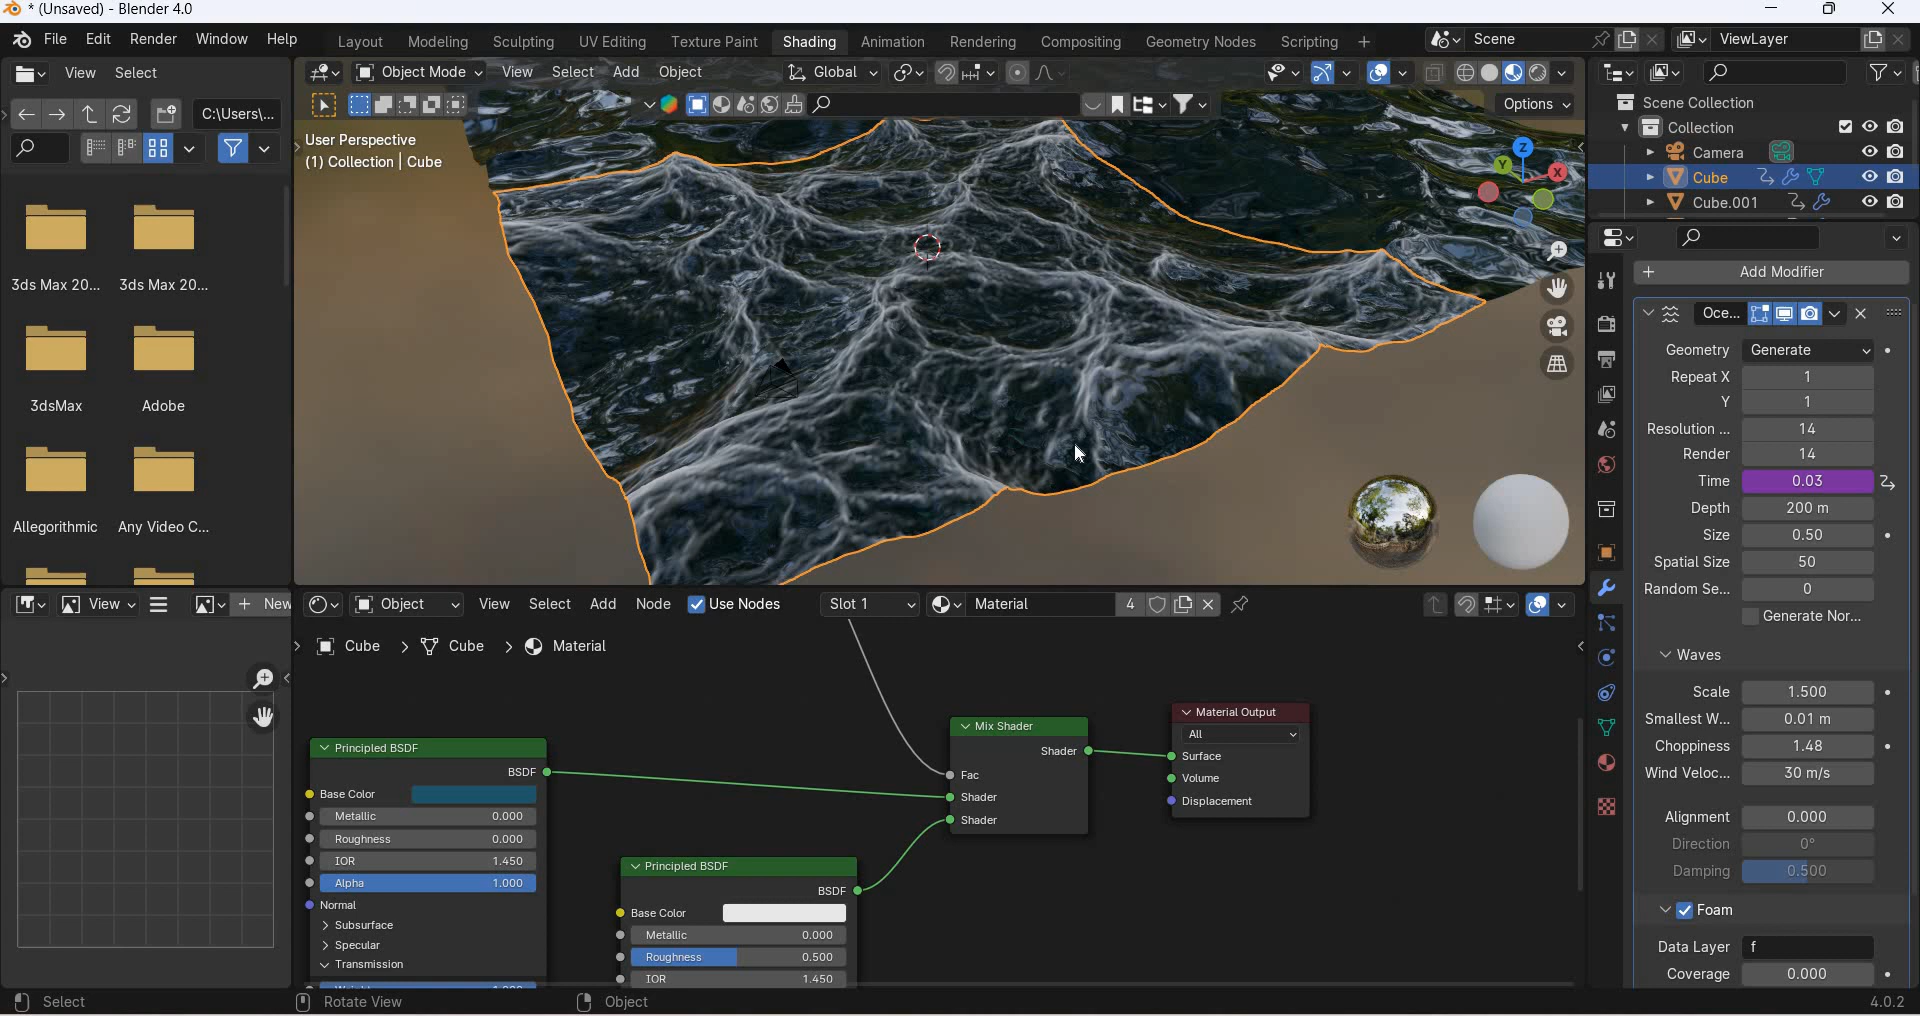 * (Unsaved) - Blender 4.0
File Edit Render Window Help
Layout Modeling Sculpting UV Editing Texture Paint Shading Animation Rendering Compositing Geometry Nodes Scripting +
Scene
ViewLayer
View Select
Object Mode View Select Add Object
Global
C:\Users\...
Options
User Perspective
(1) Collection | Cube
Z
Y
X
3ds Max 20...
3ds Max 20...
3dsMax
Adobe
Allegorithmic
Any Video C...
Scene Collection
Collection
Camera
Cube
Cube.001
+ Add Modifier
Oce...
Geometry Generate
Repeat X 1
Y 1
Resolution ... 14
Render 14
Time 0.03
Depth 200 m
Size 0.50
Spatial Size 50
Random Se... 0
Generate Nor...
Waves
Scale 1.500
Smallest W... 0.01 m
Choppiness 1.48
Wind Veloc... 30 m/s
Alignment 0.000
Direction 0°
Damping 0.500
Foam
Data Layer f
Coverage 0.000
View
+ New
Object View Select Add Node Use Nodes
Slot 1
Material 4
Cube > Cube > Material
Principled BSDF
BSDF
Base Color
Metallic 0.000
Roughness 0.000
IOR 1.450
Alpha 1.000
Normal
Subsurface
Specular
Transmission
Principled BSDF
BSDF
Base Color
Metallic 0.000
Roughness 0.500
IOR 1.450
Mix Shader
Shader
Fac
Shader
Shader
Material Output
All
Surface
Volume
Displacement
Select
Rotate View
Object
4.0.2